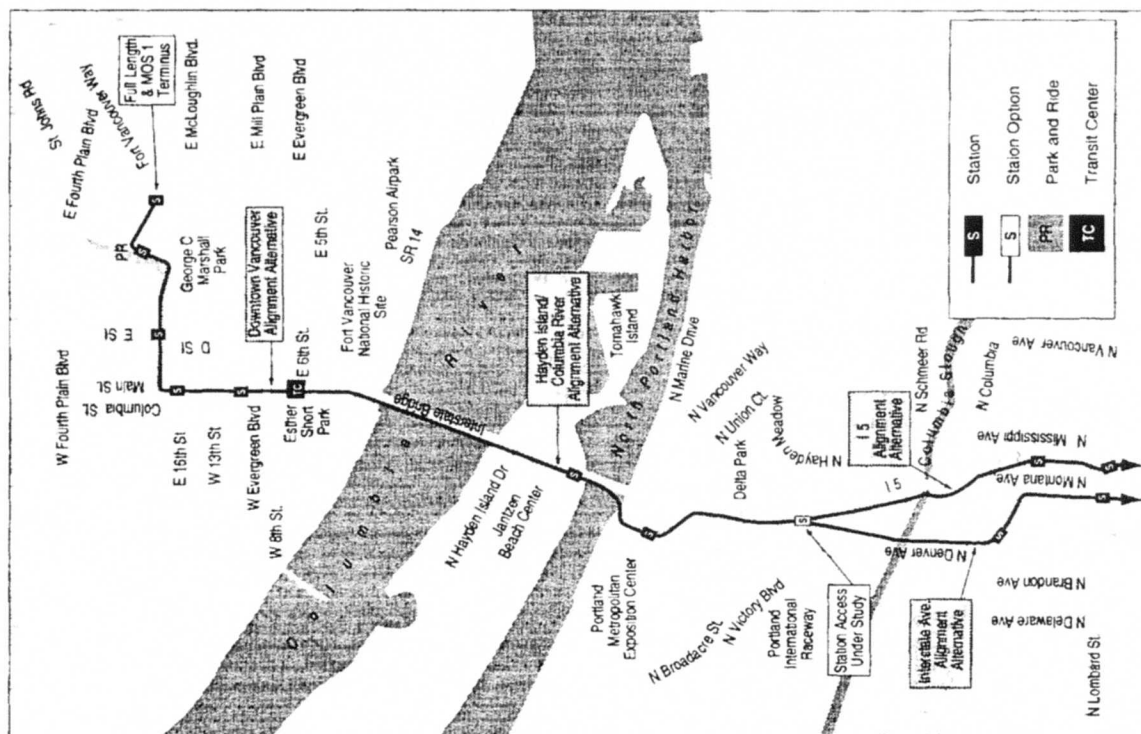 St. Johns Rd
E Fourth Plain Blvd
Fort Vancouver Way
Full Length
& MOS 1
Terminus
E McLoughlin Blvd.
E Mill Plain Blvd
E Evergreen Blvd
S
S
PR
George C
Marshall
Park
Downtown Vancouver
Alignment Alternative
E 5th St.
Pearson Airpark
SR 14
Fort Vancouver
National Historic
Site
E St
S
D St
W Fourth Plain Blvd
Columbia St.
Main St.
S
S
TC
E 6th St.
E 16th St
W 13th St
W Evergreen Blvd
Esther
Short
Park
W 8th St.
Columbia River
Interstate Bridge
Hayden Island/
Columbia River
Alignment Alternative
Tomahawk
Island
North Portland Harbor
N Marine Drive
S
N Hayden Island Dr
Jantzen
Beach Center
Portland
Metropolitan
Exposition Center
S
N Vancouver Way
N Union Ct.
N Hayden Meadow
Delta Park
N Broadacre St.
N Victory Blvd
Portland
International
Raceway
S
Station Access
Under Study
I 5
I 5
Alignment
Alternative
N Schmeer Rd
Columbia Slough
N Columbia
N Vancouver Ave
N Denver Ave
Interstate Ave.
Alignment
Alternative
S
S
S
S
N Mississippi Ave
N Montana Ave
N Brandon Ave
N Delaware Ave
N Lombard St.
S
Station
S
Staion Option
PR
Park and Ride
TC
Transit Center